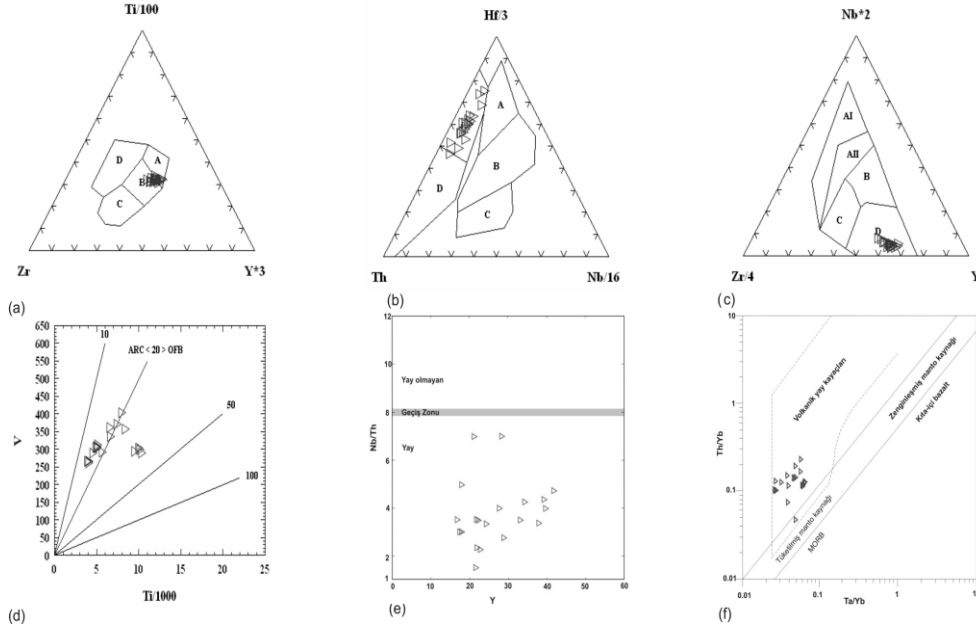 Ti/100
A
D
B
C
Zr
Y*3
(a)
Hf/3
A
B
D
C
Th
Nb/16
(b)
Nb*2
AI
AII
B
C
D
Zr/4
Y
(c)
650
600
550
500
450
400
350
300
250
200
150
100
50
0
V
10
ARC < 20 > OFB
50
100
0
5
10
15
20
25
Ti/1000
(d)
12
10
8
6
4
2
1
Nb/Th
Yay olmayan
Geçiş Zonu
Yay
0
10
20
30
40
50
60
Y
(e)
10
1
0.1
0.01
Th/Yb
Volkanik yay kayaçları
Zenginleşmiş manto kaynağı
Kıta-içi bazalt
Tüketilmiş manto kaynağı
MORB
0.01
0.1
1
Ta/Yb
(f)